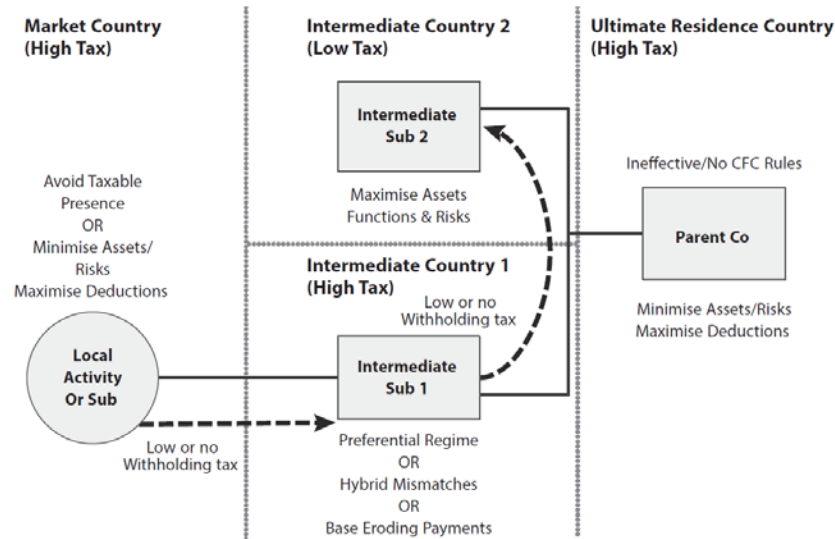 Market Country
(High Tax)
Avoid Taxable
Presence
OR
Minimise Assets/
Risks
Maximise Deductions
Local
Activity
Or Sub
Low or no
Withholding tax
Intermediate Country 2
(Low Tax)
Intermediate
Sub 2
Maximise Assets
Functions & Risks
Intermediate Country 1
(High Tax)
Low or no
Withholding tax
Intermediate
Sub 1
Preferential Regime
OR
Hybrid Mismatches
OR
Base Eroding Payments
Ultimate Residence Country
(High Tax)
Ineffective/No CFC Rules
Parent Co
Minimise Assets/Risks
Maximise Deductions